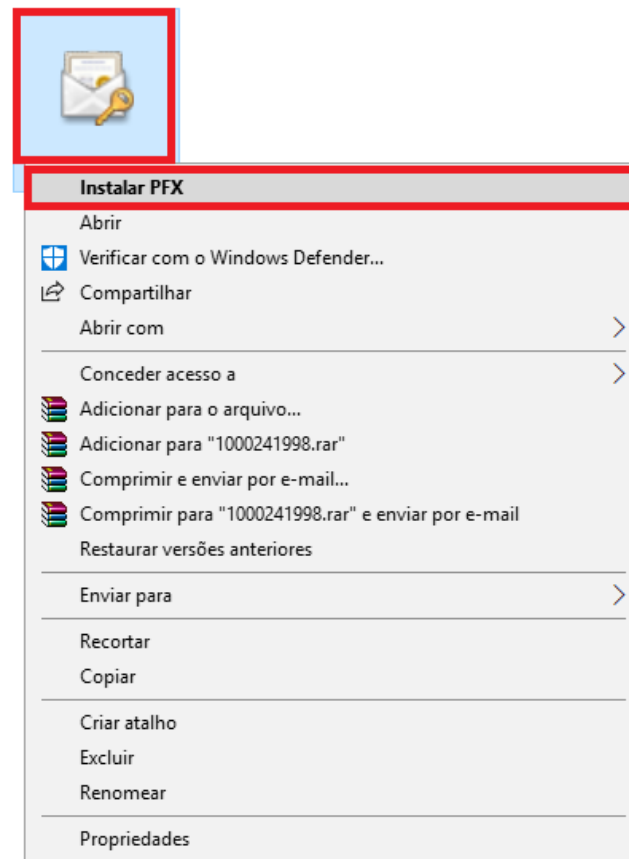 Instalar PFX
Abrir
Verificar com o Windows Defender...
Compartilhar
Abrir com
Conceder acesso a
Adicionar para o arquivo...
Adicionar para "1000241998.rar"
Comprimir e enviar por e-mail...
Comprimir para "1000241998.rar" e enviar por e-mail
Restaurar versões anteriores
Enviar para
Recortar
Copiar
Criar atalho
Excluir
Renomear
Propriedades